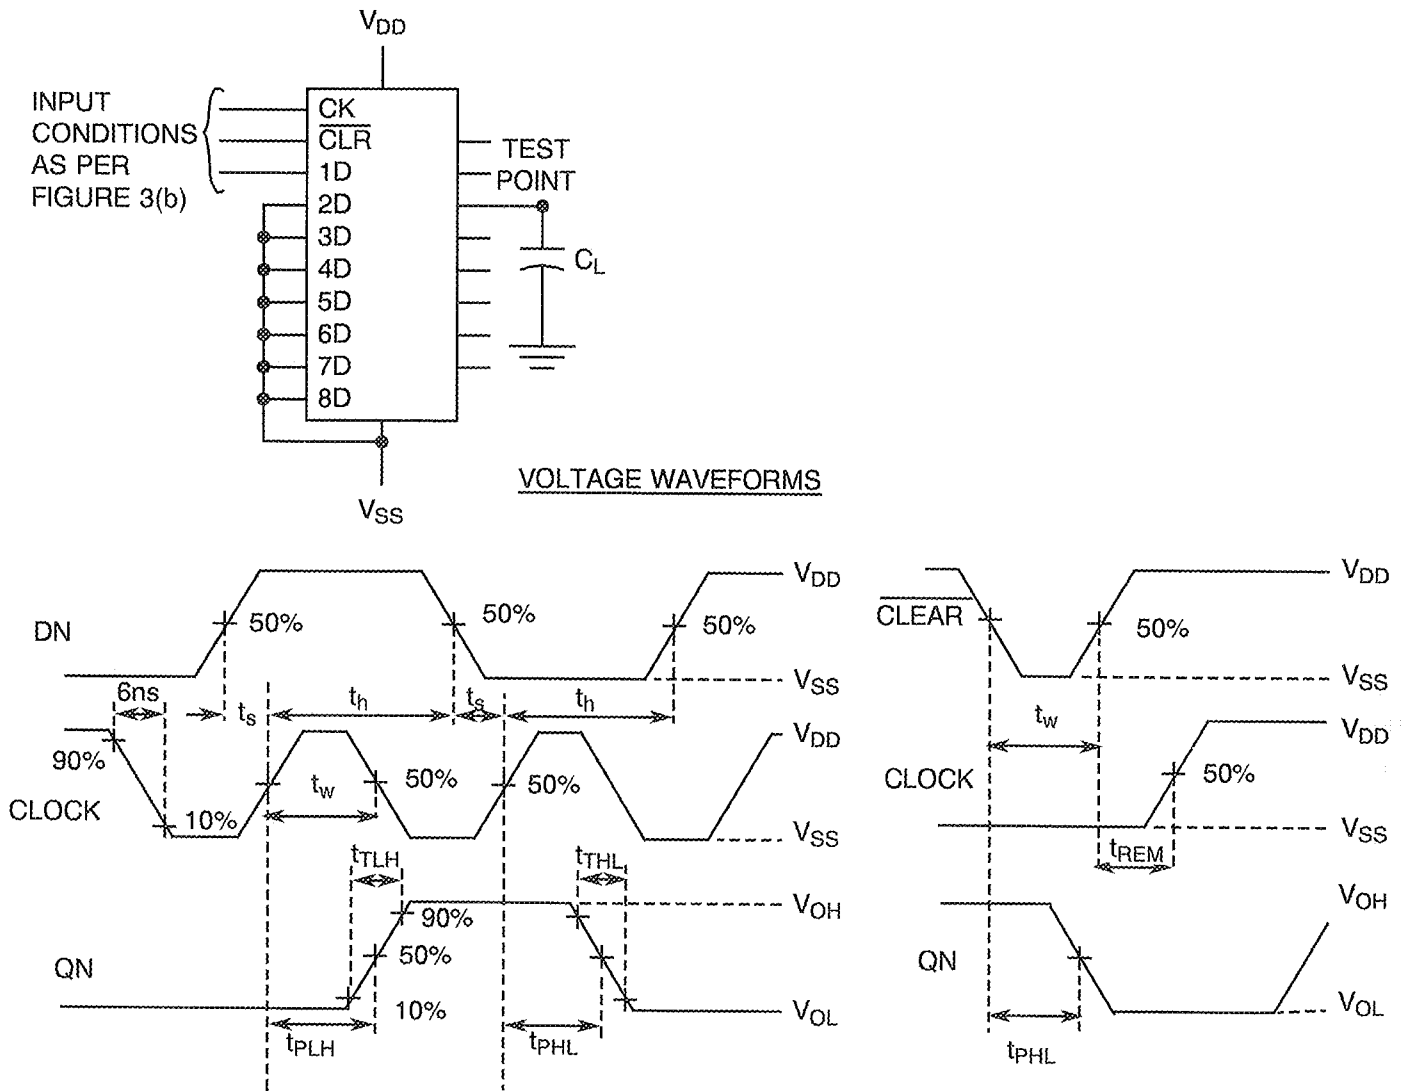 VDD
INPUT
CONDITIONS
AS PER
FIGURE 3(b)
CK
CLR
1D
2D
3D
4D
5D
6D
7D
8D
TEST
POINT
CL
VSS
VOLTAGE WAVEFORMS
DN
50%
50%
50%
VDD
VSS
6ns
ts
th
ts
th
90%
CLOCK
10%
tw
50%
50%
VDD
VSS
tTLH
tTHL
QN
90%
50%
10%
VOH
VOL
tPLH
tPHL
CLEAR
50%
VDD
VSS
tw
CLOCK
50%
VDD
VSS
tREM
QN
VOH
VOL
tPHL